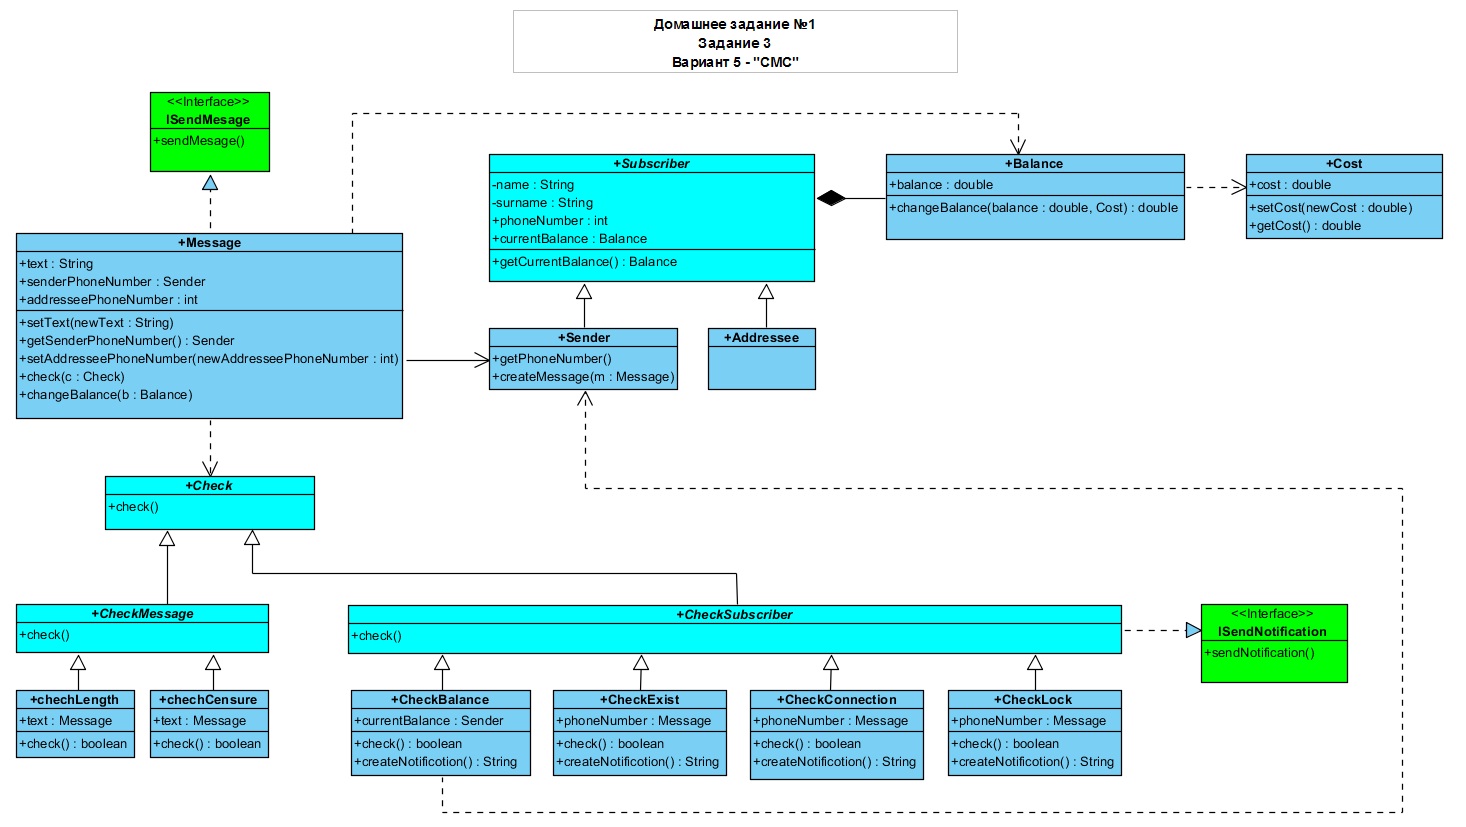 Домашнее задание №1
Задание 3
Вариант 5 - "СМС"
<<Interface>>
ISendMesage
+sendMesage()
+Message
+text : String
+senderPhoneNumber : Sender
+addresseePhoneNumber : int
+setText(newText : String)
+getSenderPhoneNumber() : Sender
+setAddresseePhoneNumber(newAddresseePhoneNumber : int)
+check(c : Check)
+changeBalance(b : Balance)
+Subscriber
-name : String
-surname : String
+phoneNumber : int
+currentBalance : Balance
+getCurrentBalance() : Balance
+Balance
+balance : double
+changeBalance(balance : double, Cost) : double
+Cost
+cost : double
+setCost(newCost : double)
+getCost() : double
+Sender
+getPhoneNumber()
+createMessage(m : Message)
+Addressee
+Check
+check()
+CheckMessage
+check()
+CheckSubscriber
+check()
<<Interface>>
ISendNotification
+sendNotification()
+chechLength
+text : Message
+check() : boolean
+chechCensure
+text : Message
+check() : boolean
+CheckBalance
+currentBalance : Sender
+check() : boolean
+createNotificotion() : String
+CheckExist
+phoneNumber : Message
+check() : boolean
+createNotificotion() : String
+CheckConnection
+phoneNumber : Message
+check() : boolean
+createNotificotion() : String
+CheckLock
+phoneNumber : Message
+check() : boolean
+createNotificotion() : String